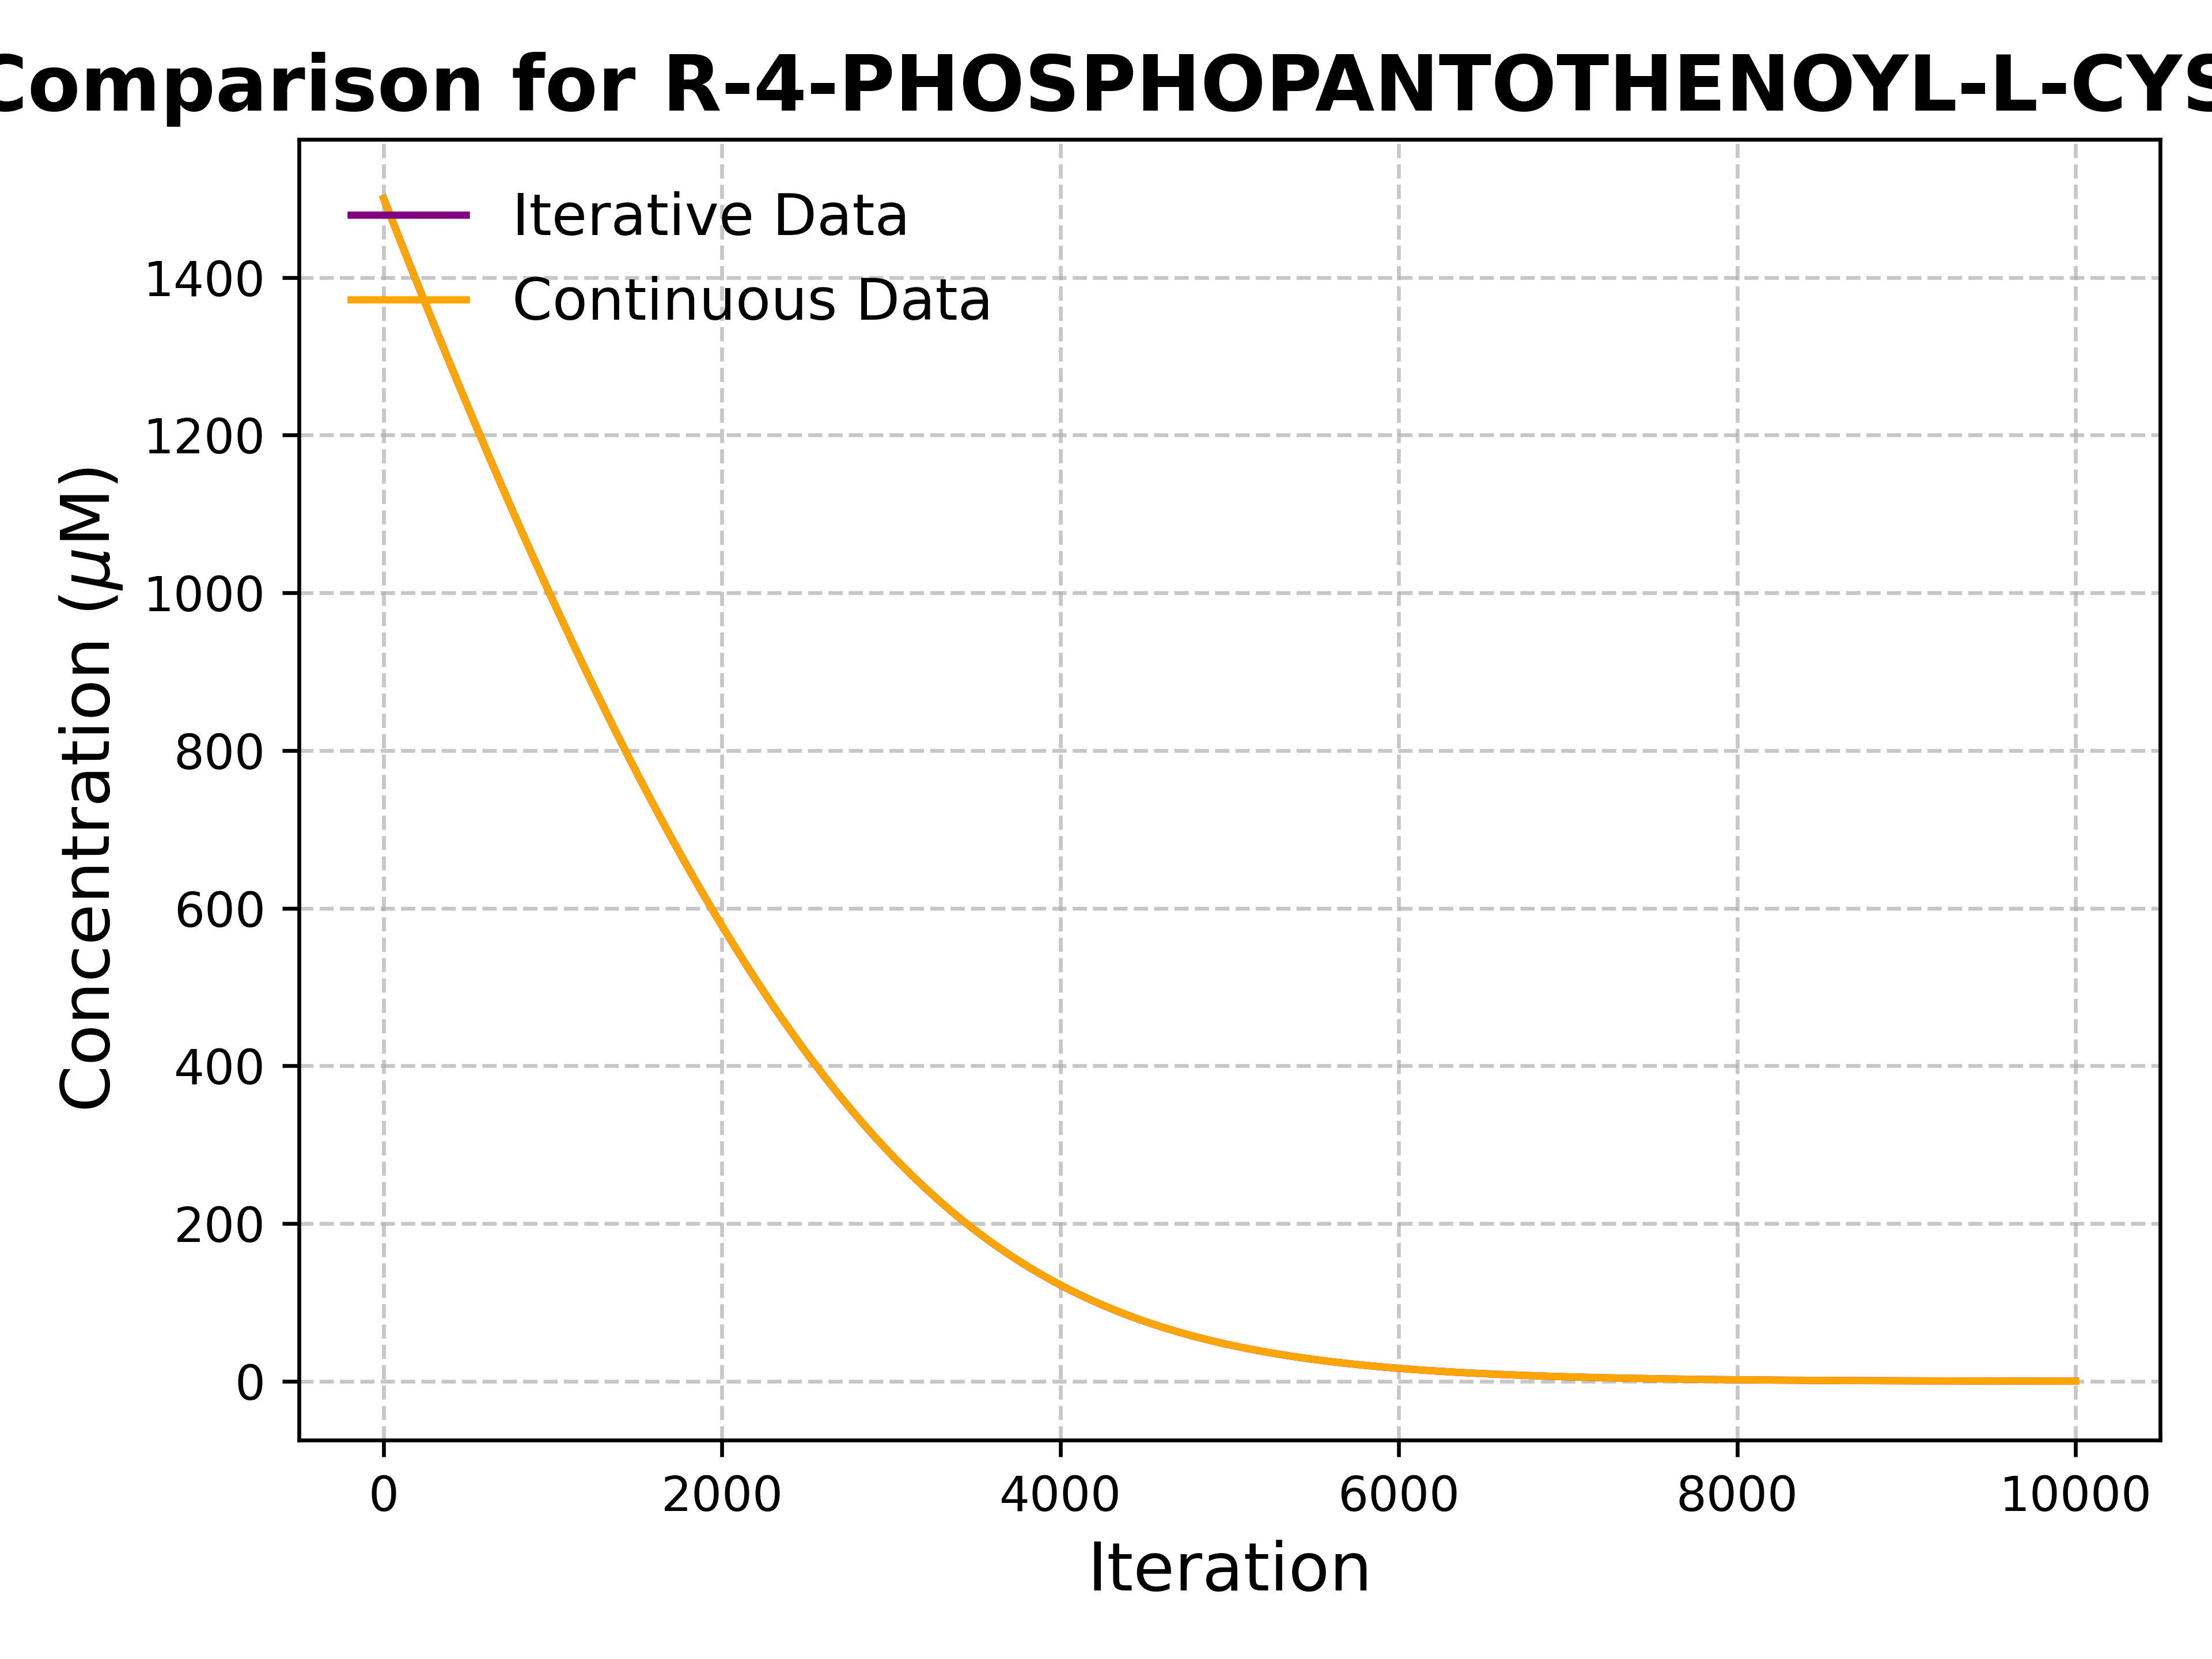 Comparison for R-4-PHOSPHOPANTOTHENOYL-L-CYS
Iterative Data
Continuous Data
1400
1200
1000
800
600
400
200
0
Concentration (μM)
0 2000 4000 6000 8000 10000
Iteration